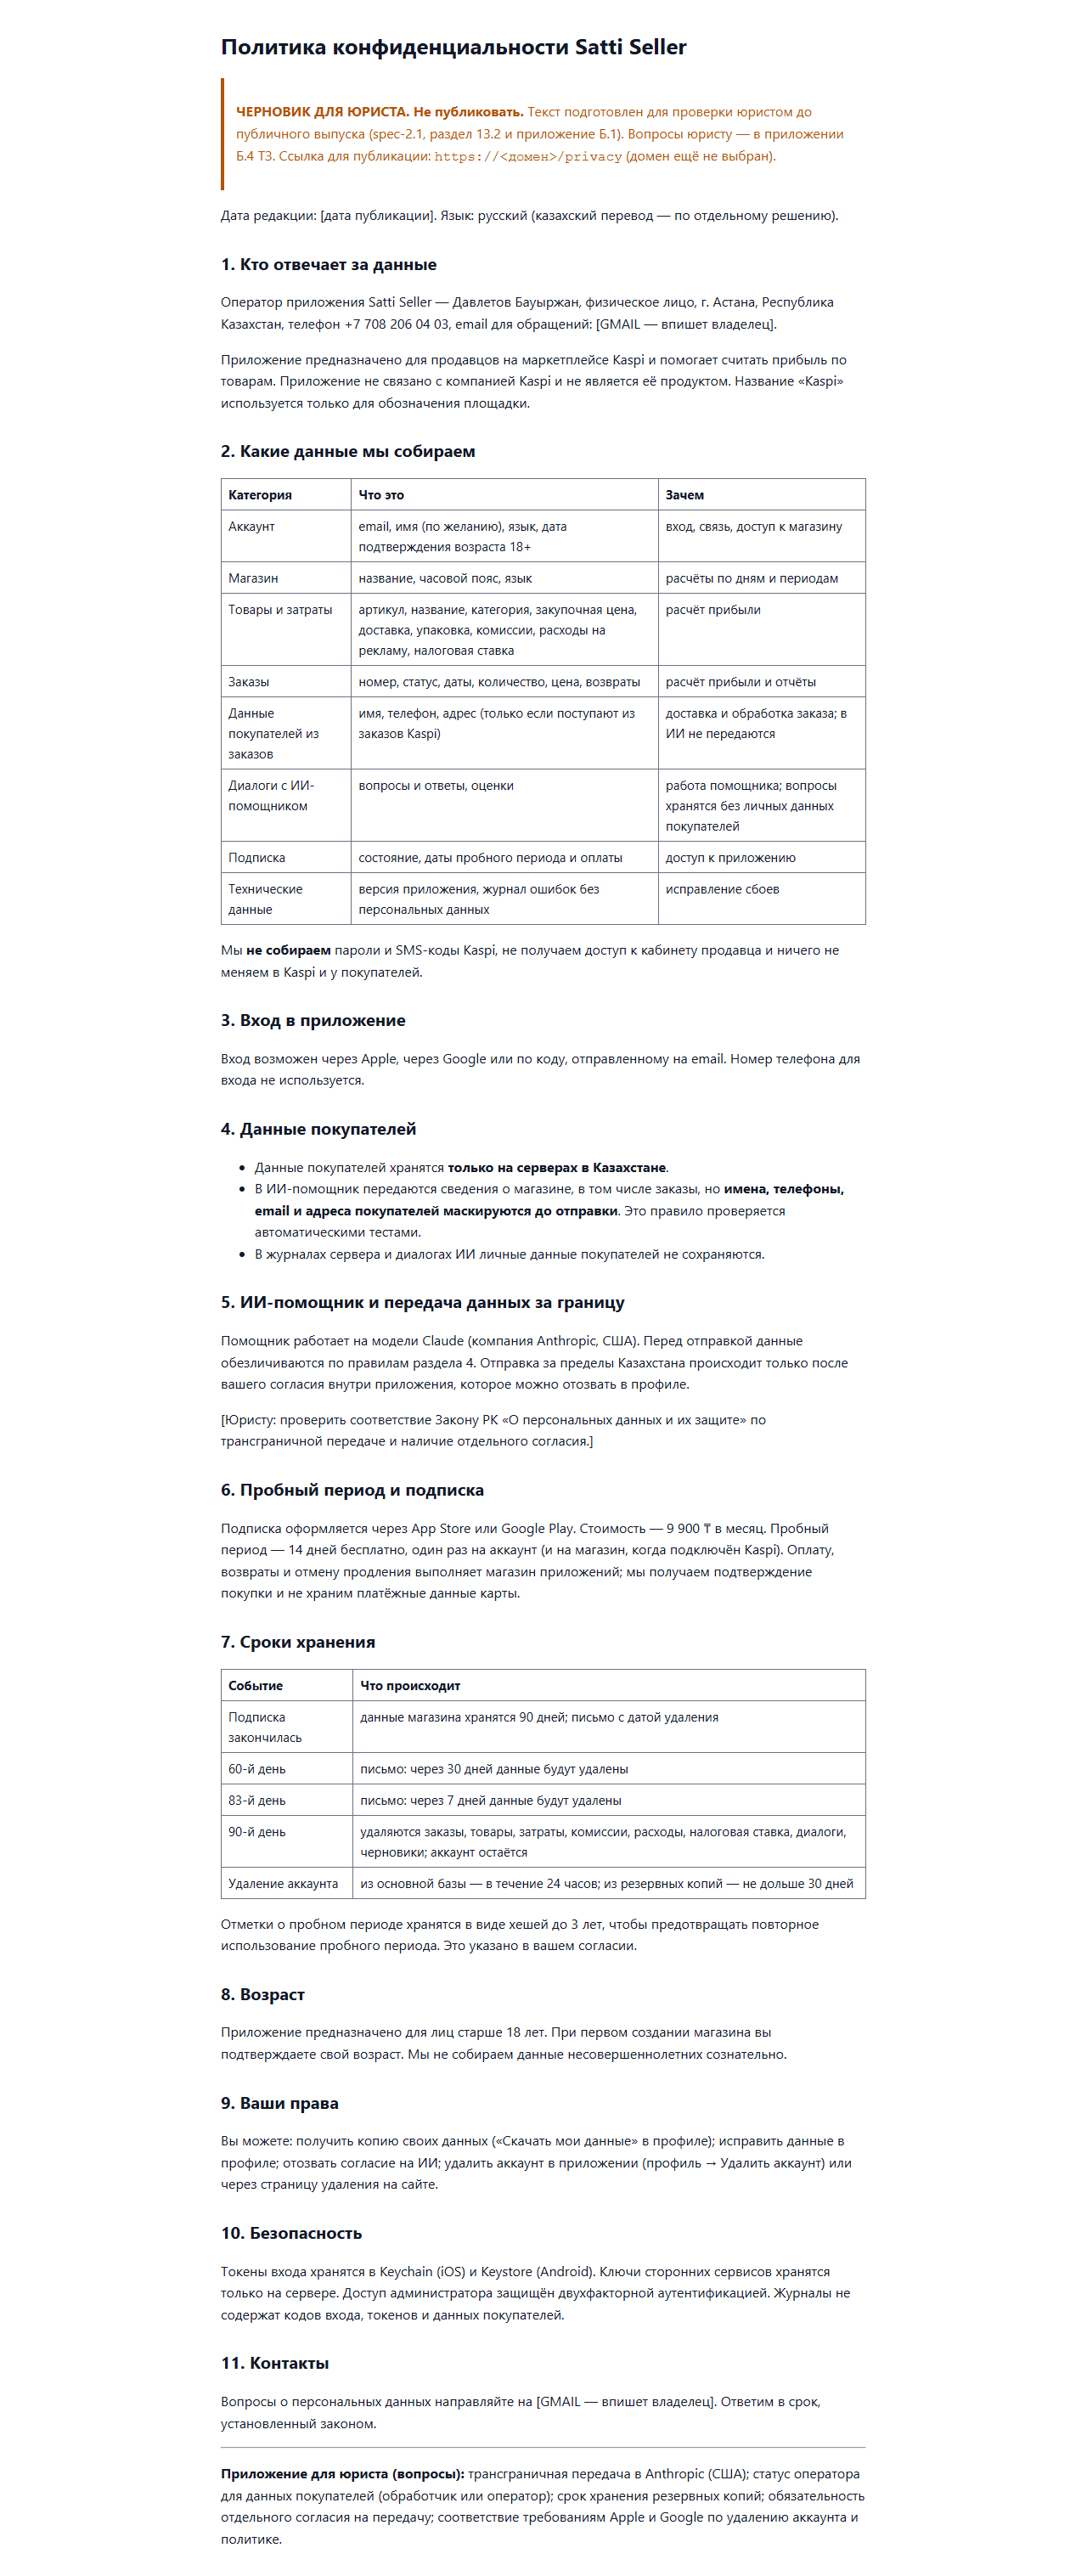 Политика конфиденциальности Satti Seller
ЧЕРНОВИК ДЛЯ ЮРИСТА. Не публиковать. Текст подготовлен для проверки юристом до
публичного выпуска (spec-2.1, раздел 13.2 и приложение Б.1). Вопросы юристу — в приложении
Б.4 ТЗ. Ссылка для публикации: https://<домен>/privacy (домен ещё не выбран).
Дата редакции: [дата публикации]. Язык: русский (казахский перевод — по отдельному решению).
1. Кто отвечает за данные
Оператор приложения Satti Seller — Давлетов Бауыржан, физическое лицо, г. Астана, Республика
Казахстан, телефон +7 708 206 04 03, email для обращений: [GMAIL — впишет владелец].
Приложение предназначено для продавцов на маркетплейсе Kaspi и помогает считать прибыль по
товарам. Приложение не связано с компанией Kaspi и не является её продуктом. Название «Kaspi»
используется только для обозначения площадки.
2. Какие данные мы собираем
Категория Что это Зачем
Аккаунт email, имя (по желанию), язык, дата вход, связь, доступ к магазину
подтверждения возраста 18+
Магазин название, часовой пояс, язык расчёты по дням и периодам
Товары и затраты артикул, название, категория, закупочная цена, расчёт прибыли
доставка, упаковка, комиссии, расходы на
рекламу, налоговая ставка
Заказы номер, статус, даты, количество, цена, возвраты расчёт прибыли и отчёты
Данные имя, телефон, адрес (только если поступают из доставка и обработка заказа; в
покупателей из заказов Kaspi) ИИ не передаются
заказов
Диалоги с ИИ- вопросы и ответы, оценки работа помощника; вопросы
помощником хранятся без личных данных
покупателей
Подписка состояние, даты пробного периода и оплаты доступ к приложению
Технические версия приложения, журнал ошибок без исправление сбоев
данные персональных данных
Мы не собираем пароли и SMS-коды Kaspi, не получаем доступ к кабинету продавца и ничего не
меняем в Kaspi и у покупателей.
3. Вход в приложение
Вход возможен через Apple, через Google или по коду, отправленному на email. Номер телефона для
входа не используется.
4. Данные покупателей
• Данные покупателей хранятся только на серверах в Казахстане.
• В ИИ-помощник передаются сведения о магазине, в том числе заказы, но имена, телефоны,
email и адреса покупателей маскируются до отправки. Это правило проверяется
автоматическими тестами.
• В журналах сервера и диалогах ИИ личные данные покупателей не сохраняются.
5. ИИ-помощник и передача данных за границу
Помощник работает на модели Claude (компания Anthropic, США). Перед отправкой данные
обезличиваются по правилам раздела 4. Отправка за пределы Казахстана происходит только после
вашего согласия внутри приложения, которое можно отозвать в профиле.
[Юристу: проверить соответствие Закону РК «О персональных данных и их защите» по
трансграничной передаче и наличие отдельного согласия.]
6. Пробный период и подписка
Подписка оформляется через App Store или Google Play. Стоимость — 9 900 ₸ в месяц. Пробный
период — 14 дней бесплатно, один раз на аккаунт (и на магазин, когда подключён Kaspi). Оплату,
возвраты и отмену продления выполняет магазин приложений; мы получаем подтверждение
покупки и не храним платёжные данные карты.
7. Сроки хранения
Событие Что происходит
Подписка данные магазина хранятся 90 дней; письмо с датой удаления
закончилась
60-й день письмо: через 30 дней данные будут удалены
83-й день письмо: через 7 дней данные будут удалены
90-й день удаляются заказы, товары, затраты, комиссии, расходы, налоговая ставка, диалоги,
черновики; аккаунт остаётся
Удаление аккаунта из основной базы — в течение 24 часов; из резервных копий — не дольше 30 дней
Отметки о пробном периоде хранятся в виде хешей до 3 лет, чтобы предотвращать повторное
использование пробного периода. Это указано в вашем согласии.
8. Возраст
Приложение предназначено для лиц старше 18 лет. При первом создании магазина вы
подтверждаете свой возраст. Мы не собираем данные несовершеннолетних сознательно.
9. Ваши права
Вы можете: получить копию своих данных («Скачать мои данные» в профиле); исправить данные в
профиле; отозвать согласие на ИИ; удалить аккаунт в приложении (профиль → Удалить аккаунт) или
через страницу удаления на сайте.
10. Безопасность
Токены входа хранятся в Keychain (iOS) и Keystore (Android). Ключи сторонних сервисов хранятся
только на сервере. Доступ администратора защищён двухфакторной аутентификацией. Журналы не
содержат кодов входа, токенов и данных покупателей.
11. Контакты
Вопросы о персональных данных направляйте на [GMAIL — впишет владелец]. Ответим в срок,
установленный законом.
Приложение для юриста (вопросы): трансграничная передача в Anthropic (США); статус оператора
для данных покупателей (обработчик или оператор); срок хранения резервных копий; обязательность
отдельного согласия на передачу; соответствие требованиям Apple и Google по удалению аккаунта и
политике.